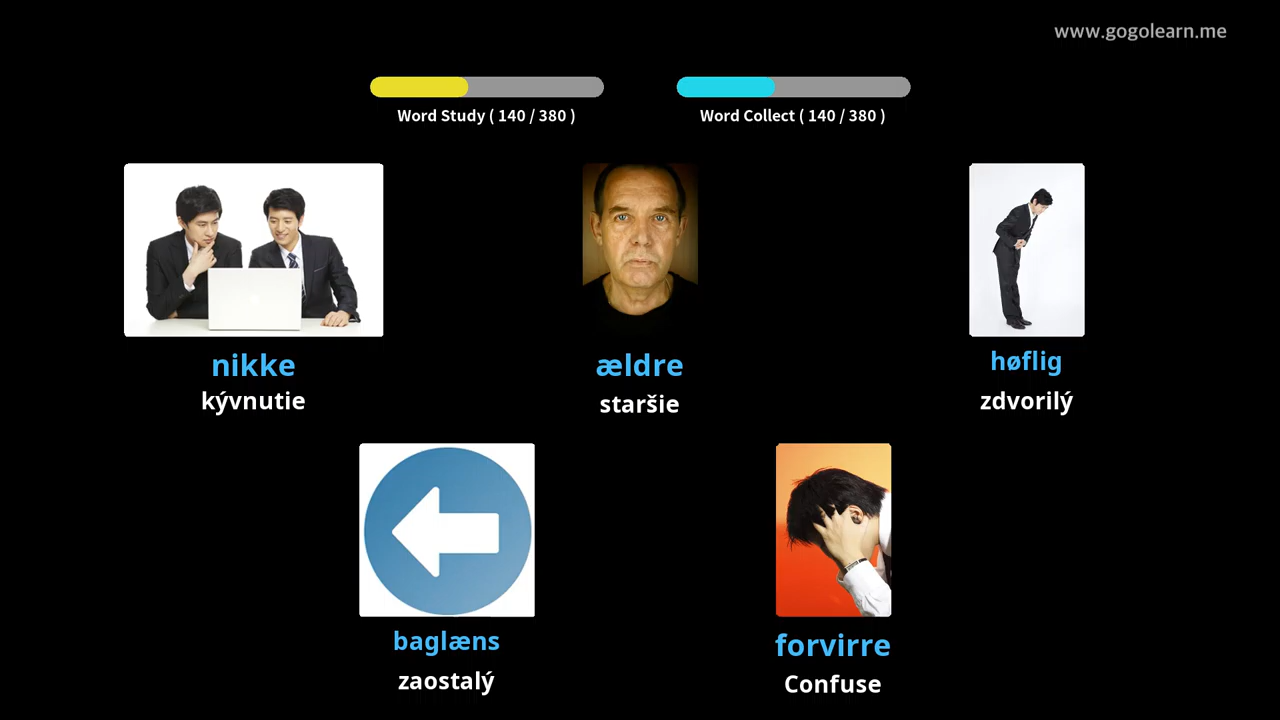 www.gogolearn.me
Word Study ( 140 / 380 )
Word Collect ( 140 / 380 )
nikke
kývnutie
ældre
staršie
høflig
zdvorilý
baglæns
zaostalý
forvirre
Confuse